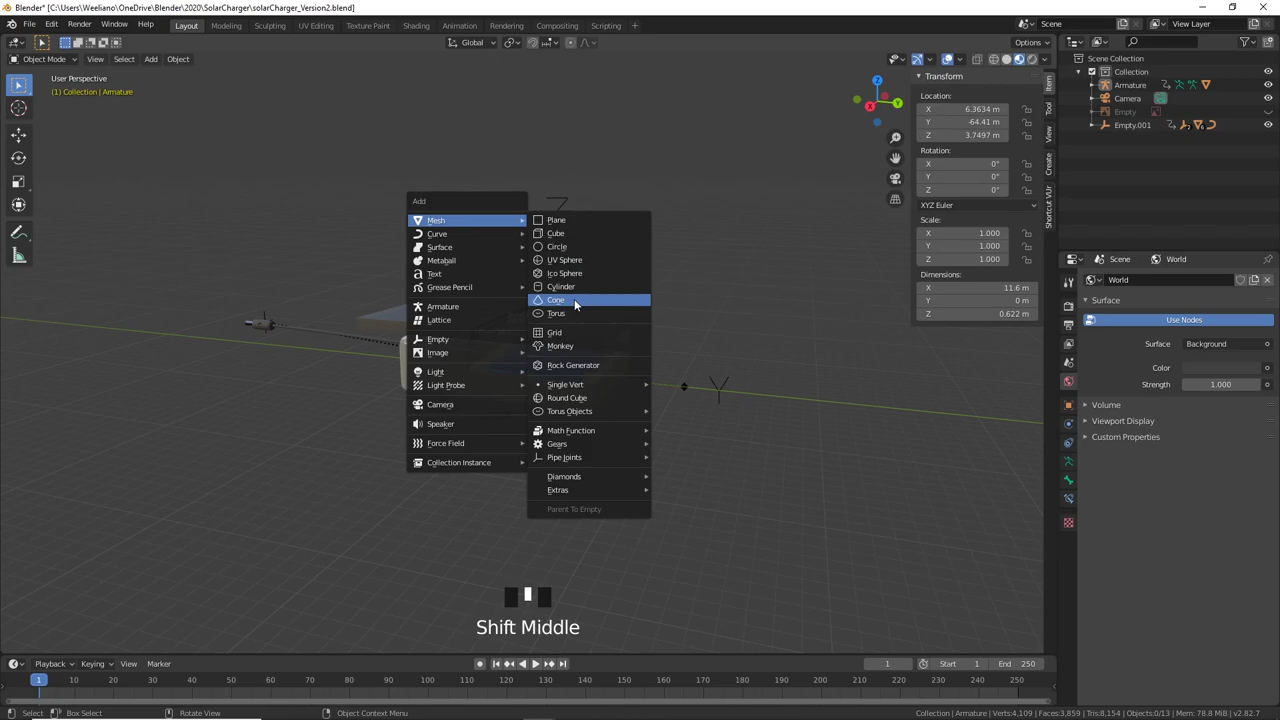 Blender* [C:\Users\Weeliano\OneDrive\Blender\2020\SolarCharger\solarCharger_Version2.blend]
File Edit Render Window Help Layout Modeling Sculpting UV Editing Texture Paint Shading Animation Rendering Compositing Scripting + Scene View Layer
Global Options
Object Mode View Select Add Object
User Perspective
(1) Collection | Armature
Z
Y
X
Add
Mesh
Curve
Surface
Metaball
Text
Grease Pencil
Armature
Lattice
Empty
Image
Light
Light Probe
Camera
Speaker
Force Field
Collection Instance
Plane
Cube
Circle
UV Sphere
Ico Sphere
Cylinder
Cone
Torus
Grid
Monkey
Rock Generator
Single Vert
Round Cube
Torus Objects
Math Function
Gears
Pipe Joints
Diamonds
Extras
Parent To Empty
Shift Middle
Transform
Location:
X 6.3634 m
Y -64.41 m
Z 3.7497 m
Rotation:
X 0°
Y 0°
Z 0°
XYZ Euler
Scale:
X 1.000
Y 1.000
Z 1.000
Dimensions:
X 11.6 m
Y 0 m
Z 0.622 m
Item
Tool
View
Create
Shortcut VUr
Scene Collection
Collection
Armature
Camera
Empty
Empty.001
Scene World
World
Surface
Use Nodes
Surface Background
Color
Strength 1.000
Volume
Viewport Display
Custom Properties
Playback Keying View Marker 1 Start 1 End 250
1 10 20 30 40 50 60 70 80 90 100 110 120 130 140 150 160 170 180 190 200 210 220 230 240 250
Select Box Select Rotate View Object Context Menu Collection | Armature | Verts:4,109 | Faces:3,859 | Tris:8,154 | Objects:0/13 | Mem: 78.8 MiB | v2.82.7